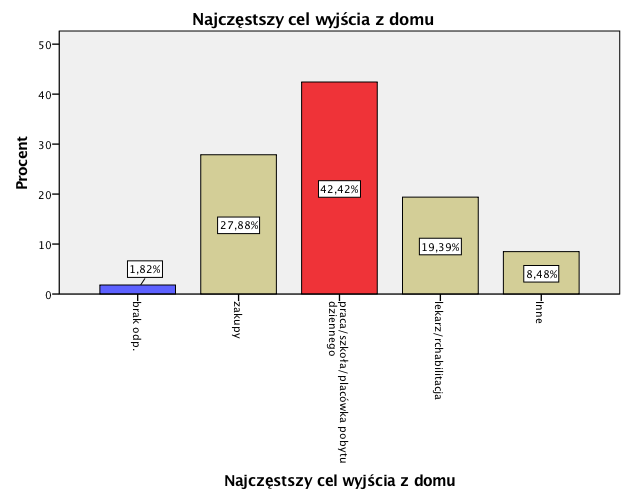 Najczęstszy cel wyjścia z domu
Procent
50
40
30
20
10
0
1,82%
27,88%
42,42%
19,39%
8,48%
brak odp.
zakupy
praca/szkoła/placówka pobytu
dziennego
lekarz/rchabilitacja
Inne
Najczęstszy cel wyjścia z domu